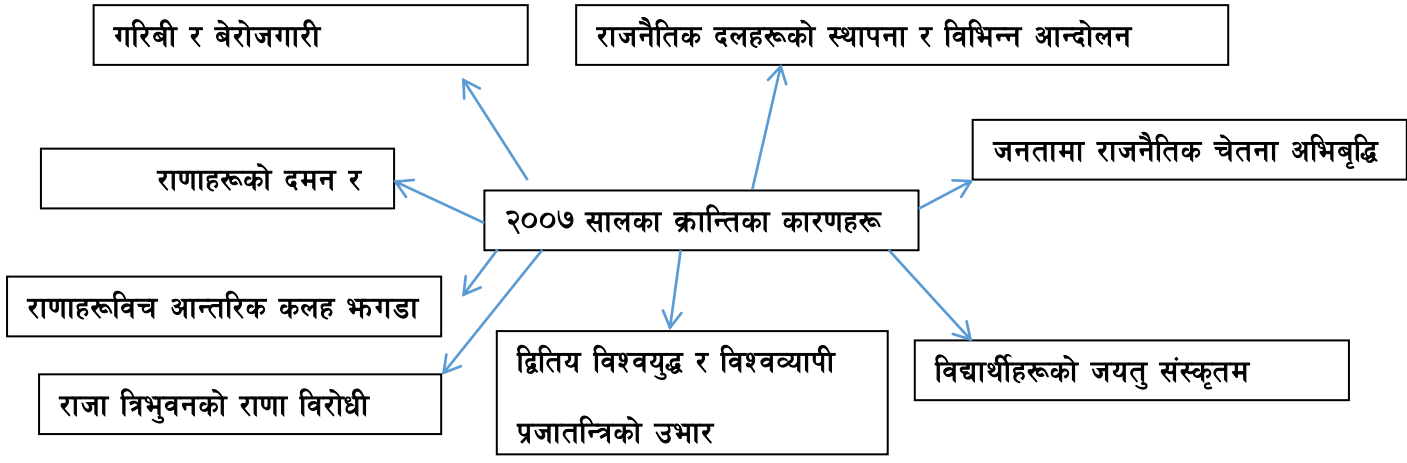 गरिबी र बेरोजगारी
राजनैतिक दलहरूको स्थापना र विभिन्न आन्दोलन
जनतामा राजनैतिक चेतना अभिबृद्धि
राणाहरूको दमन र
२००७ सालका क्रान्तिका कारणहरू
राणाहरूविच आन्तरिक कलह झगडा
द्वितिय विश्वयुद्ध र विश्वव्यापी
प्रजातन्त्रिको उभार
विद्यार्थीहरूको जयतु संस्कृतम
राजा त्रिभुवनको राणा विरोधी